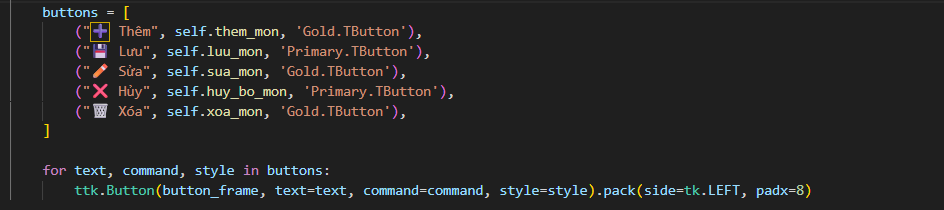 buttons = [
    ("➕ Thêm", self.them_mon, 'Gold.TButton'),
    ("💾 Lưu", self.luu_mon, 'Primary.TButton'),
    ("✏️ Sửa", self.sua_mon, 'Gold.TButton'),
    ("❌ Hủy", self.huy_bo_mon, 'Primary.TButton'),
    ("🗑️ Xóa", self.xoa_mon, 'Gold.TButton'),
]
for text, command, style in buttons:
    ttk.Button(button_frame, text=text, command=command, style=style).pack(side=tk.LEFT, padx=8)